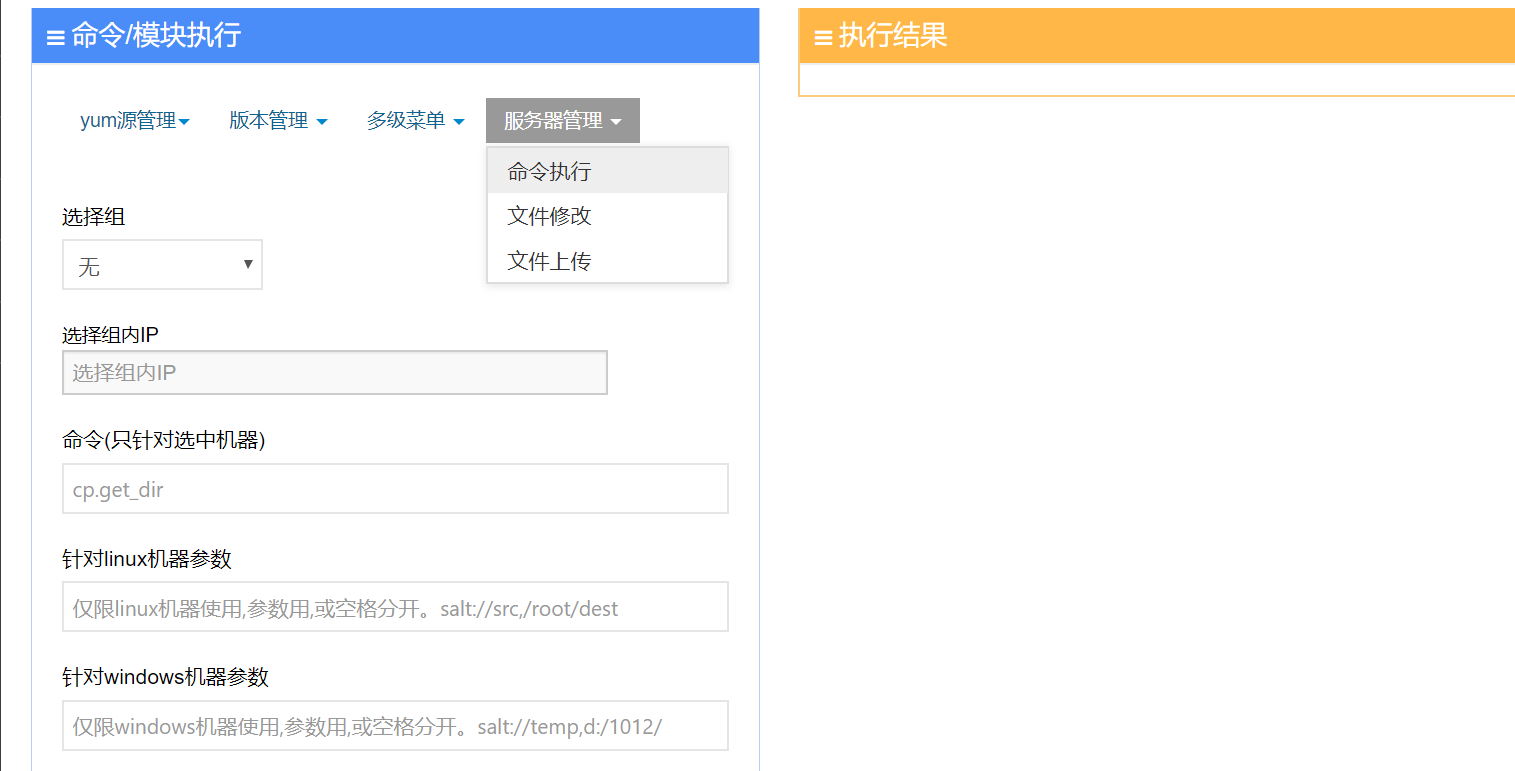 命令/模块执行
yum源管理 版本管理 多级菜单 服务器管理
命令执行
文件修改
文件上传
选择组
无
选择组内IP
选择组内IP
命令(只针对选中机器)
cp.get_dir
针对linux机器参数
仅限linux机器使用,参数用,或空格分开。salt://src,/root/dest
针对windows机器参数
仅限windows机器使用,参数用,或空格分开。salt://temp,d:/1012/
执行结果